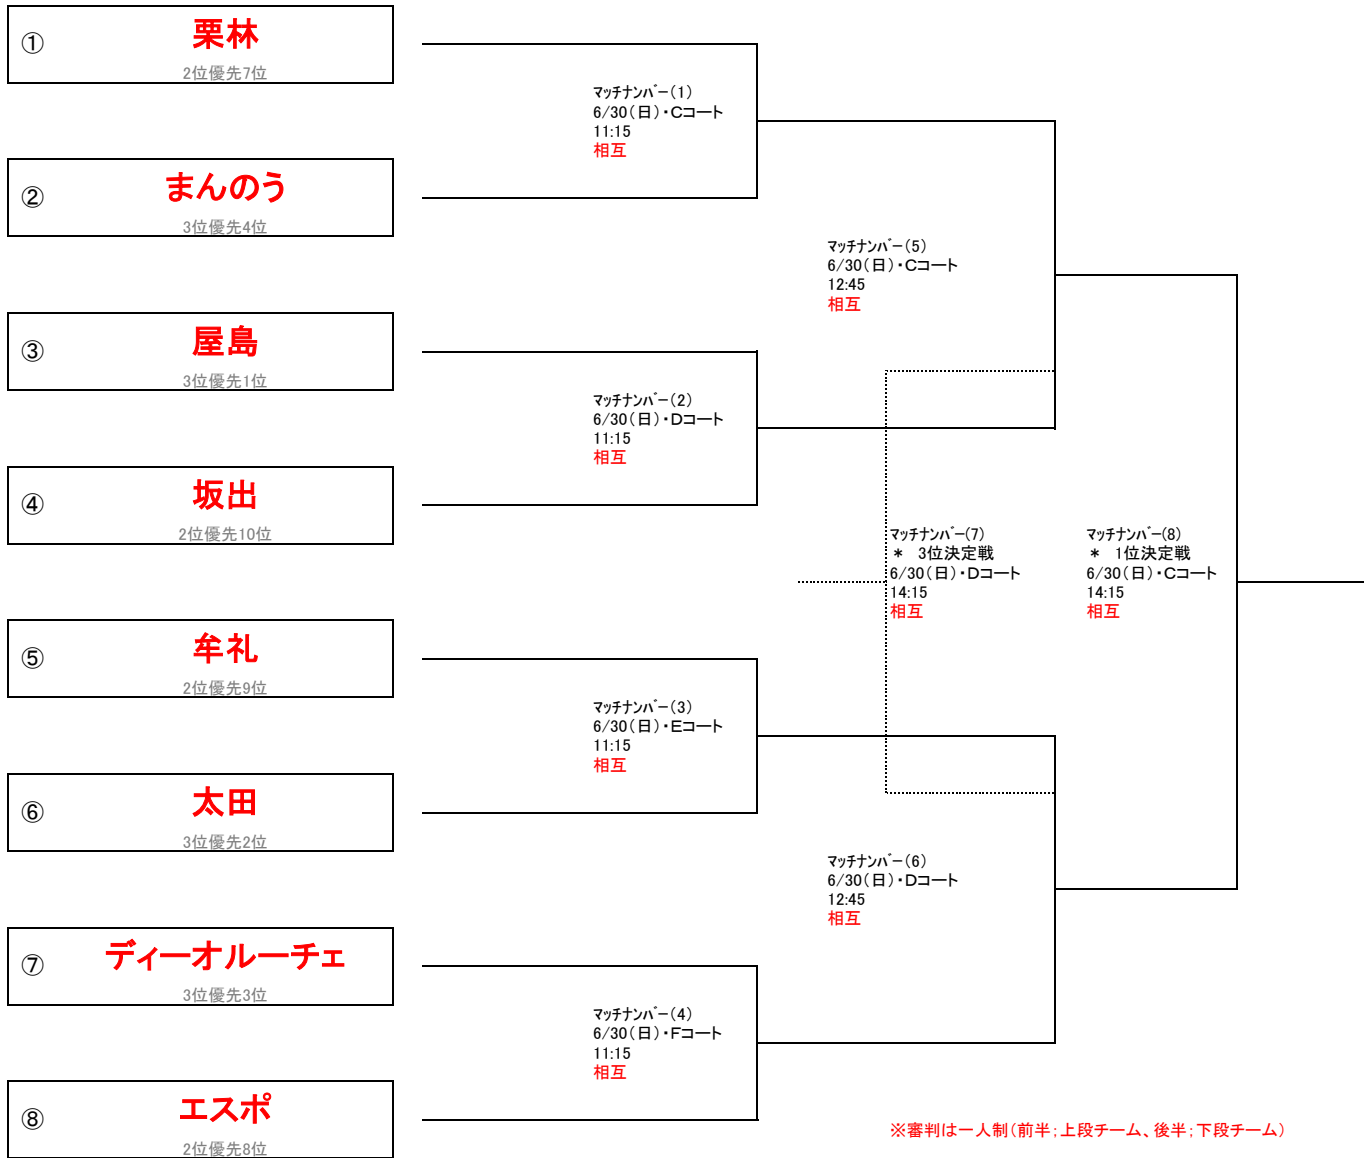 ①
栗林
2位優先7位
マッチナンバー(1)
6/30(日)・Cコート
11:15
相互
②
まんのう
3位優先4位
マッチナンバー(5)
6/30(日)・Cコート
12:45
相互
③
屋島
3位優先1位
マッチナンバー(2)
6/30(日)・Dコート
11:15
相互
④
坂出
2位優先10位
マッチナンバー(7)
* 3位決定戦
6/30(日)・Dコート
14:15
相互
マッチナンバー(8)
* 1位決定戦
6/30(日)・Cコート
14:15
相互
⑤
牟礼
2位優先9位
マッチナンバー(3)
6/30(日)・Eコート
11:15
相互
⑥
太田
3位優先2位
マッチナンバー(6)
6/30(日)・Dコート
12:45
相互
⑦
ディーオルーチェ
3位優先3位
マッチナンバー(4)
6/30(日)・Fコート
11:15
相互
⑧
エスポ
2位優先8位
※審判は一人制(前半;上段チーム、後半;下段チーム)